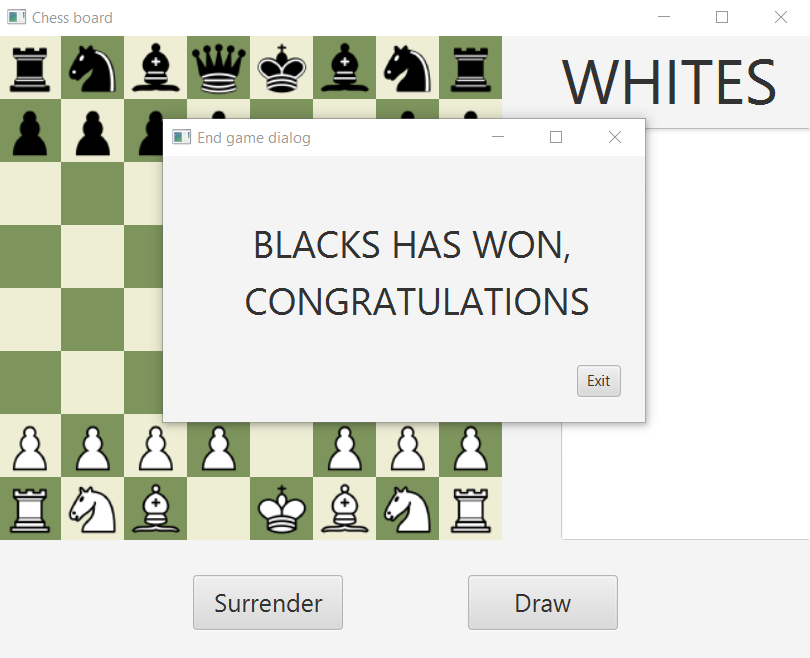 Chess board
WHITES
End game dialog
BLACKS HAS WON,
CONGRATULATIONS
Exit
Surrender
Draw